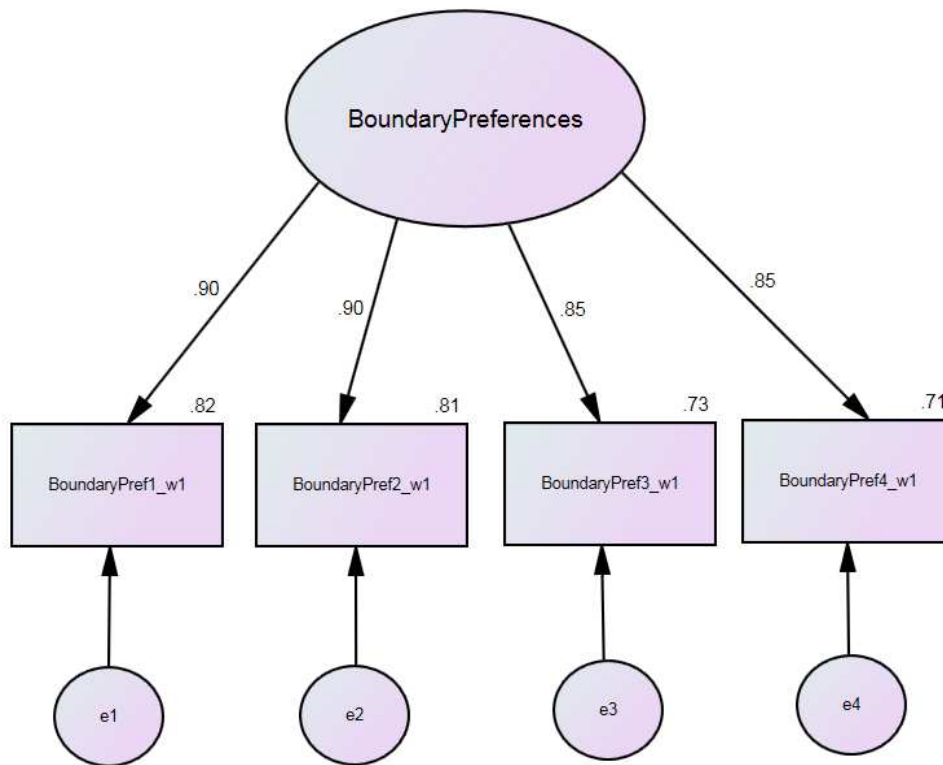 BoundaryPreferences
.90
.90
.85
.85
.82
.81
.73
.71
BoundaryPref1_w1
BoundaryPref2_w1
BoundaryPref3_w1
BoundaryPref4_w1
e1
e2
e3
e4